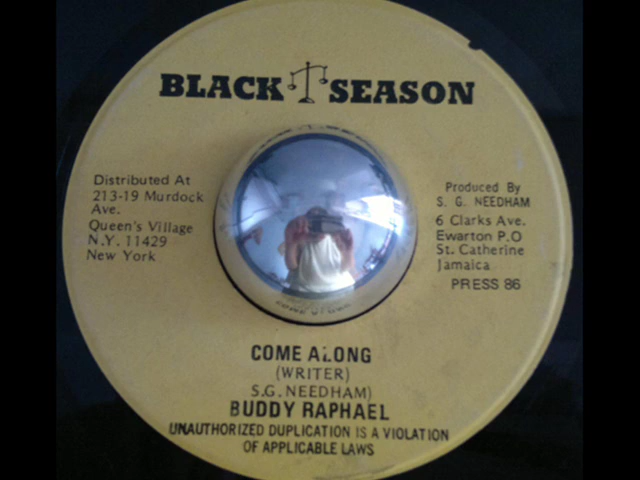 BLACK SEASON
Distributed At
213-19 Murdock
Ave.
Queen's Village
N.Y. 11429
New York
Produced By
S. G. NEEDHAM
6 Clarks Ave.
Ewarton P.O
St. Catherine
Jamaica
PRESS 86
COME ALONG
(WRITER)
S.G. NEEDHAM)
BUDDY RAPHAEL
UNAUTHORIZED DUPLICATION IS A VIOLATION
OF APPLICABLE LAWS